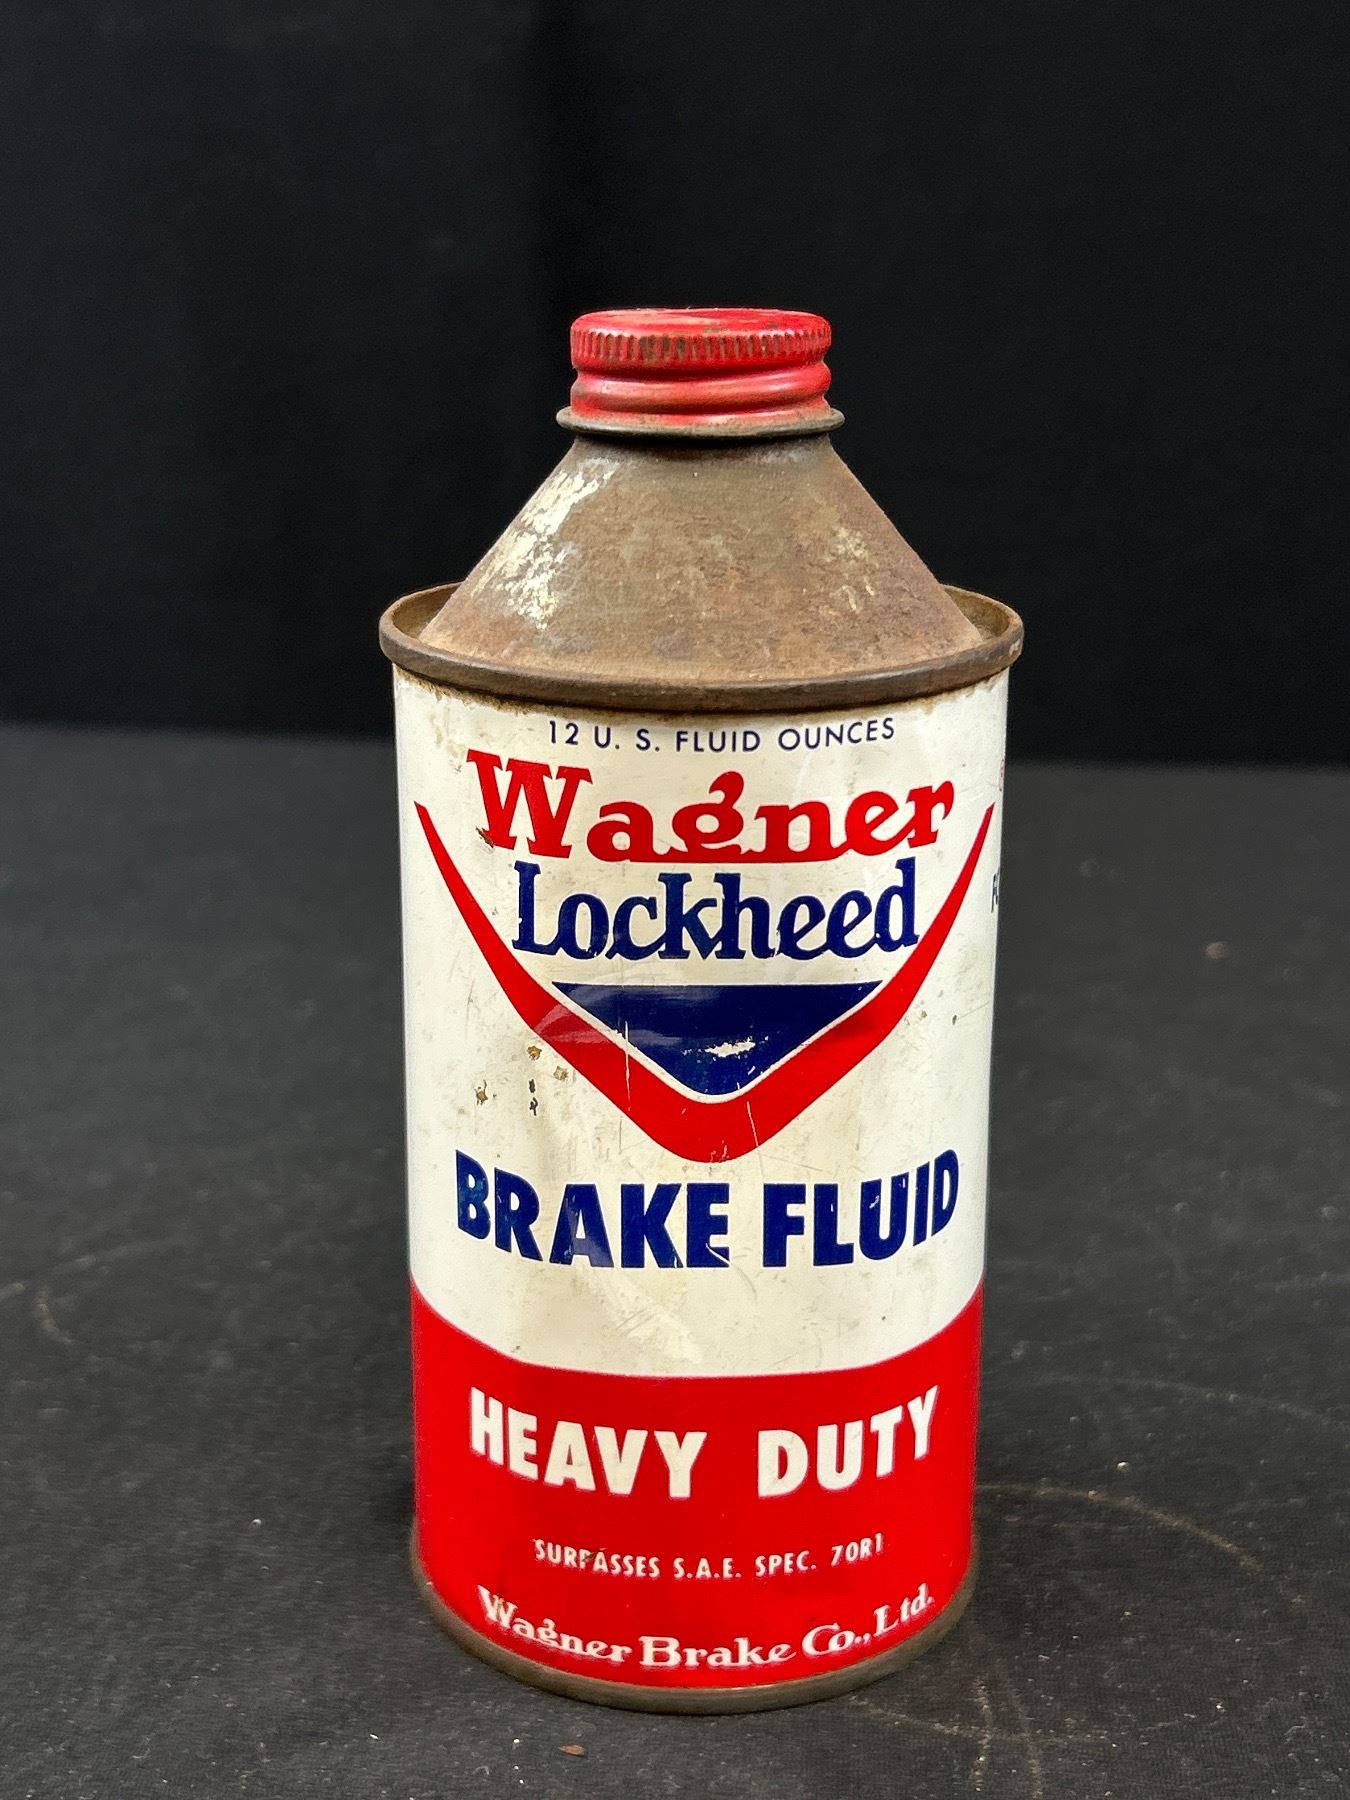 12 U. S. FLUID OUNCES
Wagner
Lockheed
BRAKE FLUID
HEAVY DUTY
SURPASSES S.A.E. SPEC. 70R1
Wagner Brake Co., Ltd.